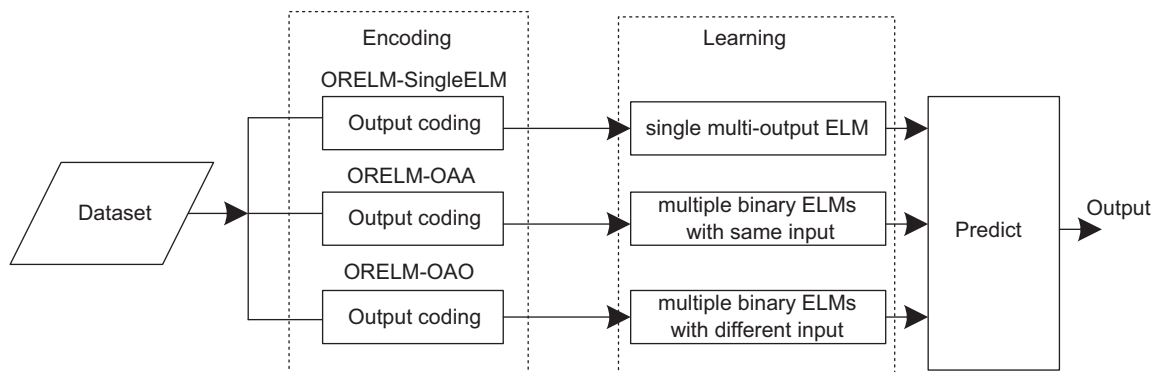 Encoding
Learning
ORELM-SingleELM
Output coding
single multi-output ELM
ORELM-OAA
Dataset
Output coding
multiple binary ELMs
with same input
Predict
Output
ORELM-OAO
Output coding
multiple binary ELMs
with different input